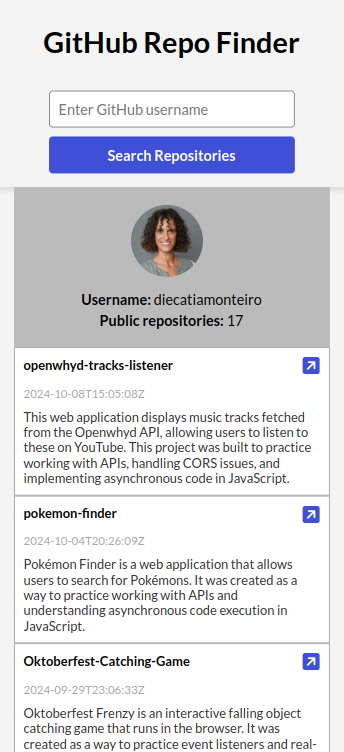 GitHub Repo Finder
Enter GitHub username
Search Repositories
Username: diecatiamonteiro
Public repositories: 17
openwhyd-tracks-listener
2024-10-08T15:05:08Z
This web application displays music tracks fetched
from the Openwhyd API, allowing users to listen to
these on YouTube. This project was built to practice
working with APIs, handling CORS issues, and
implementing asynchronous code in JavaScript.
pokemon-finder
2024-10-04T20:26:09Z
Pokémon Finder is a web application that allows
users to search for Pokémons. It was created as a
way to practice working with APIs and
understanding asynchronous code execution in
JavaScript.
Oktoberfest-Catching-Game
2024-09-29T23:06:33Z
Oktoberfest Frenzy is an interactive falling object
catching game that runs in the browser. It was
created as a way to practice event listeners and real-